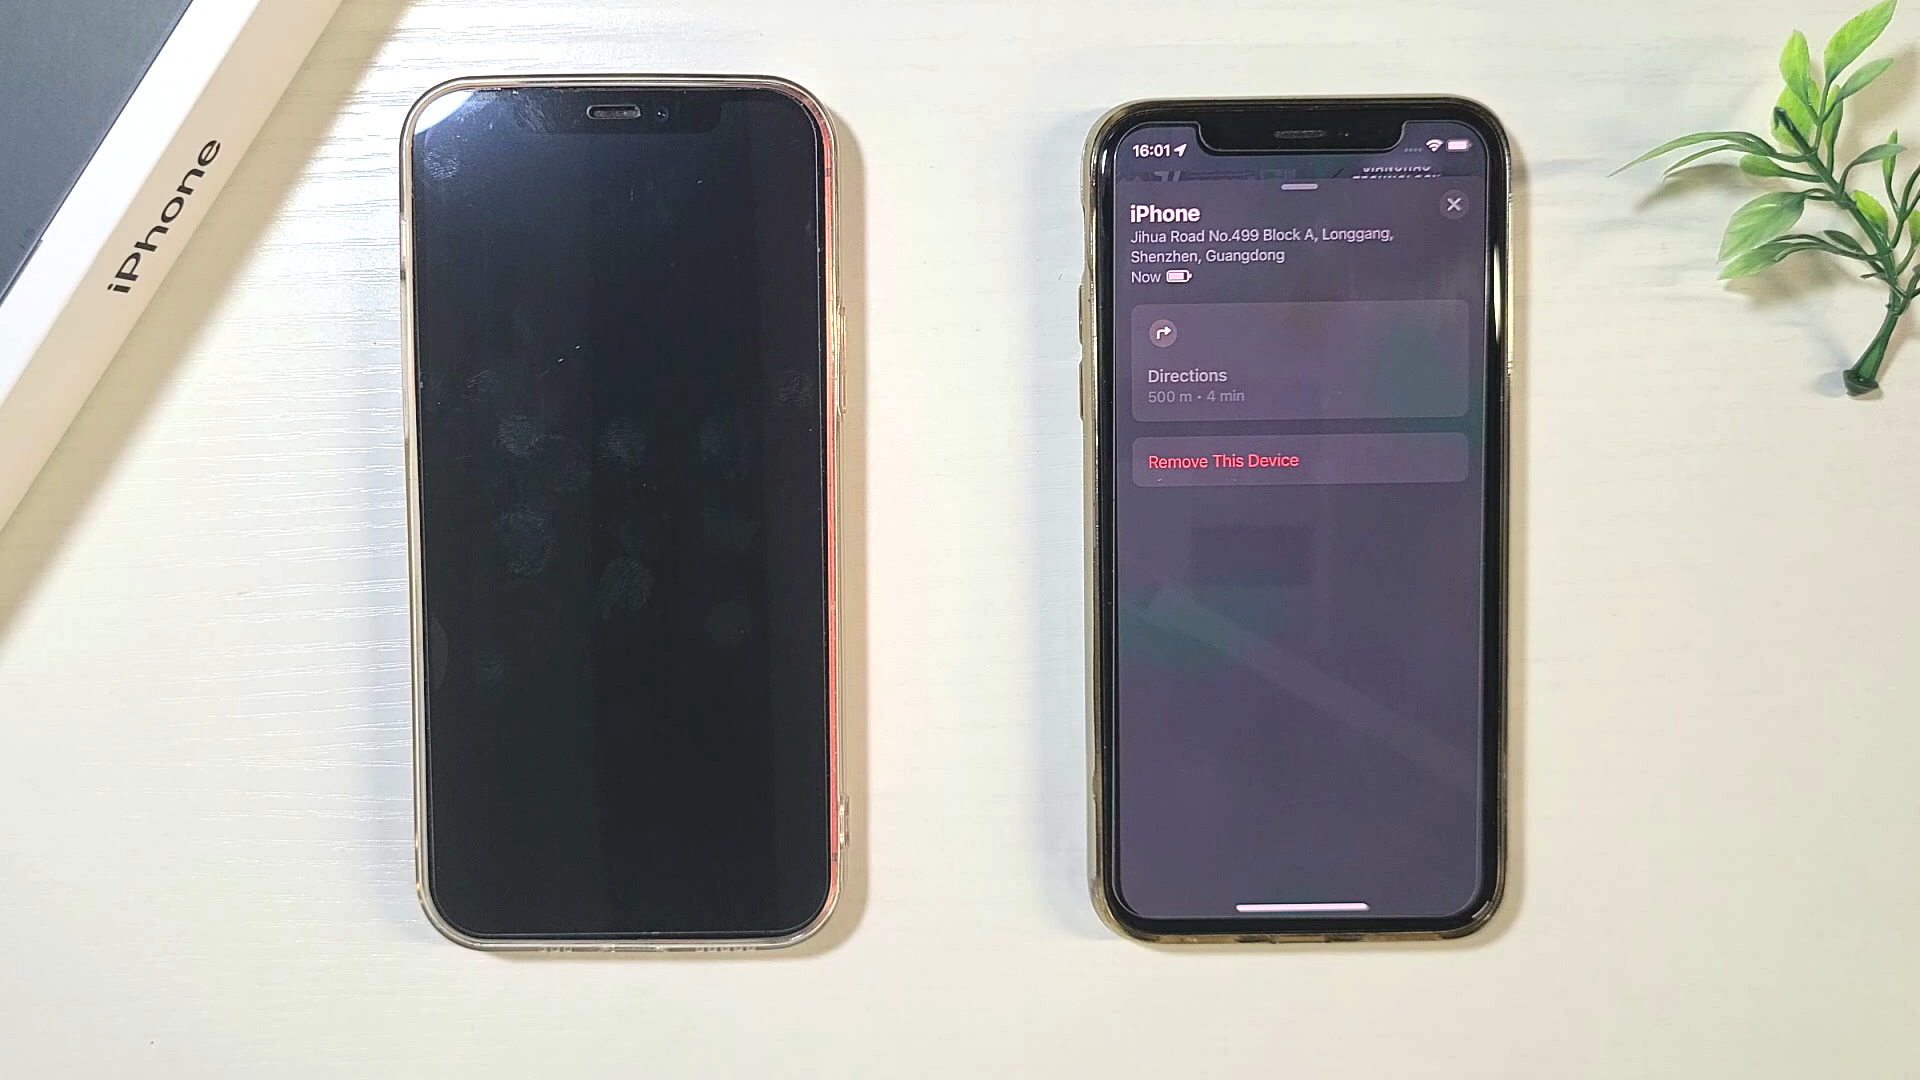 iPhone
16:01
iPhone
Jihua Road No.499 Block A, Longgang,
Shenzhen, Guangdong
Now
Directions
500 m • 4 min
Remove This Device